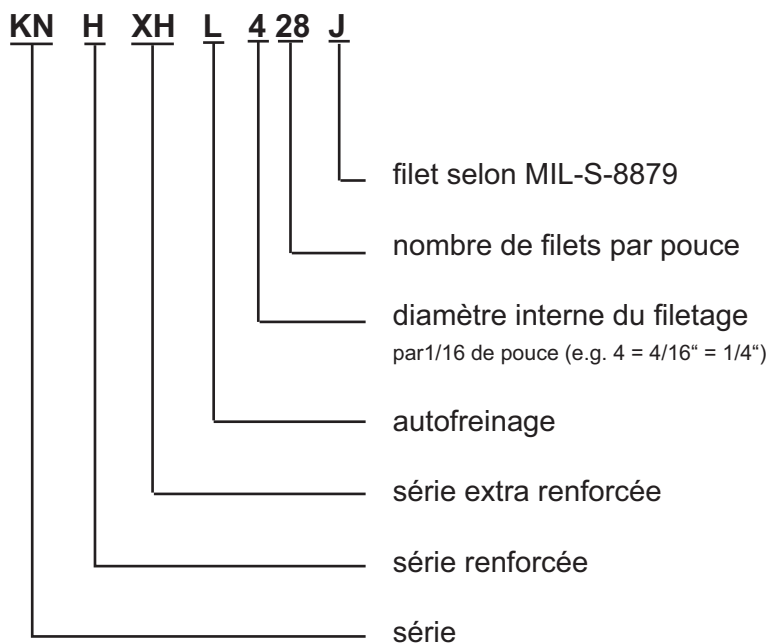 KN H XH L 4 28 J
filet selon MIL-S-8879
nombre de filets par pouce
diamètre interne du filetage
par1/16 de pouce (e.g. 4 = 4/16“ = 1/4“)
autofreinage
série extra renforcée
série renforcée
série